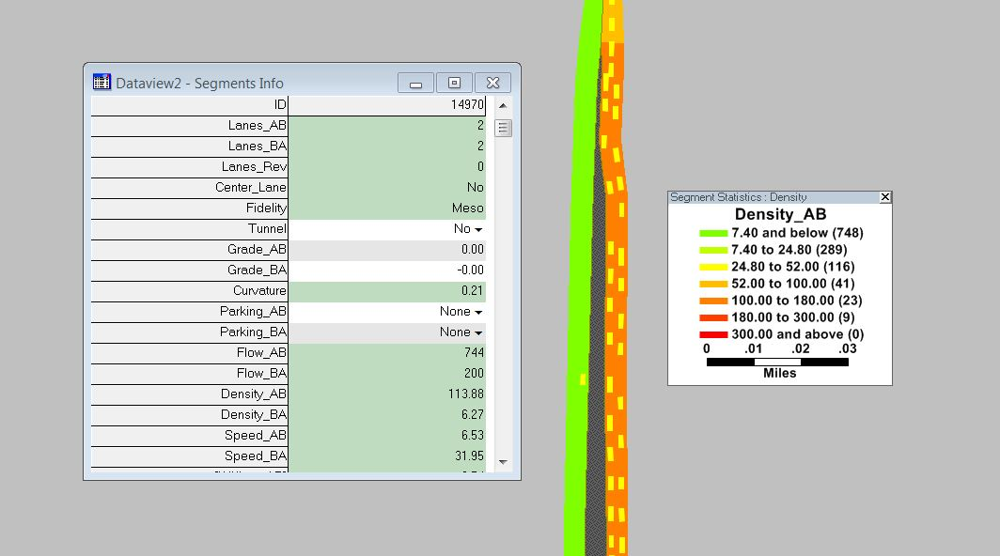 Dataview2 - Segments Info
ID 14970
Lanes_AB 2
Lanes_BA 2
Lanes_Rev 0
Center_Lane No
Fidelity Meso
Tunnel No
Grade_AB 0.00
Grade_BA -0.00
Curvature 0.21
Parking_AB None
Parking_BA None
Flow_AB 744
Flow_BA 200
Density_AB 113.88
Density_BA 6.27
Speed_AB 6.53
Speed_BA 31.95
Segment Statistics : Density
Density_AB
7.40 and below (748)
7.40 to 24.80 (289)
24.80 to 52.00 (116)
52.00 to 100.00 (41)
100.00 to 180.00 (23)
180.00 to 300.00 (9)
300.00 and above (0)
0 .01 .02 .03
Miles